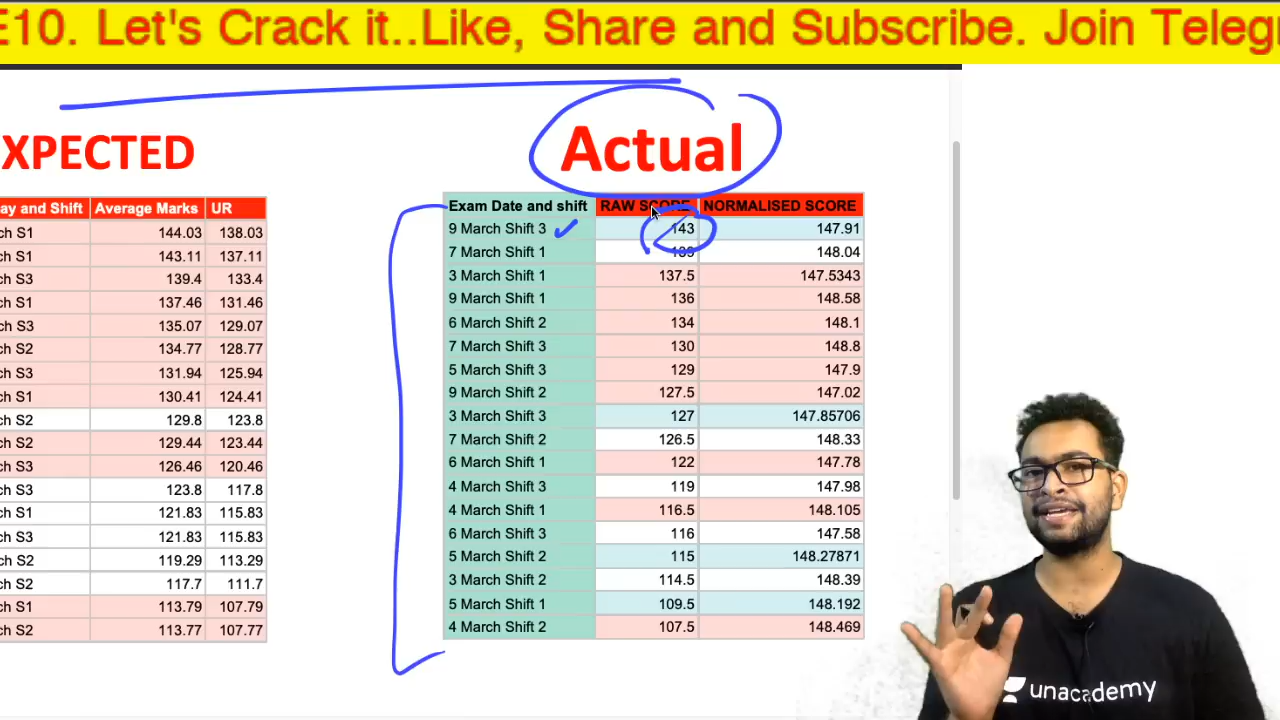 E10. Let's Crack it..Like, Share and Subscribe. Join Teleg
XPECTED
Actual
ay and Shift Average Marks UR
ch S1 144.03 138.03
ch S1 143.11 137.11
ch S3 139.4 133.4
ch S1 137.46 131.46
ch S3 135.07 129.07
ch S2 134.77 128.77
ch S3 131.94 125.94
ch S1 130.41 124.41
ch S2 129.8 123.8
ch S2 129.44 123.44
ch S3 126.46 120.46
ch S3 123.8 117.8
ch S1 121.83 115.83
ch S3 121.83 115.83
ch S2 119.29 113.29
ch S2 117.7 111.7
ch S1 113.79 107.79
ch S2 113.77 107.77
Exam Date and shift RAW SCORE NORMALISED SCORE
9 March Shift 3 143 147.91
7 March Shift 1 148.04
3 March Shift 1 137.5 147.5343
9 March Shift 1 136 148.58
6 March Shift 2 134 148.1
7 March Shift 3 130 148.8
5 March Shift 3 129 147.9
9 March Shift 2 127.5 147.02
3 March Shift 3 127 147.85706
7 March Shift 2 126.5 148.33
6 March Shift 1 122 147.78
4 March Shift 3 119 147.98
4 March Shift 1 116.5 148.105
6 March Shift 3 116 147.58
5 March Shift 2 115 148.27871
3 March Shift 2 114.5 148.39
5 March Shift 1 109.5 148.192
4 March Shift 2 107.5 148.469
unacademy